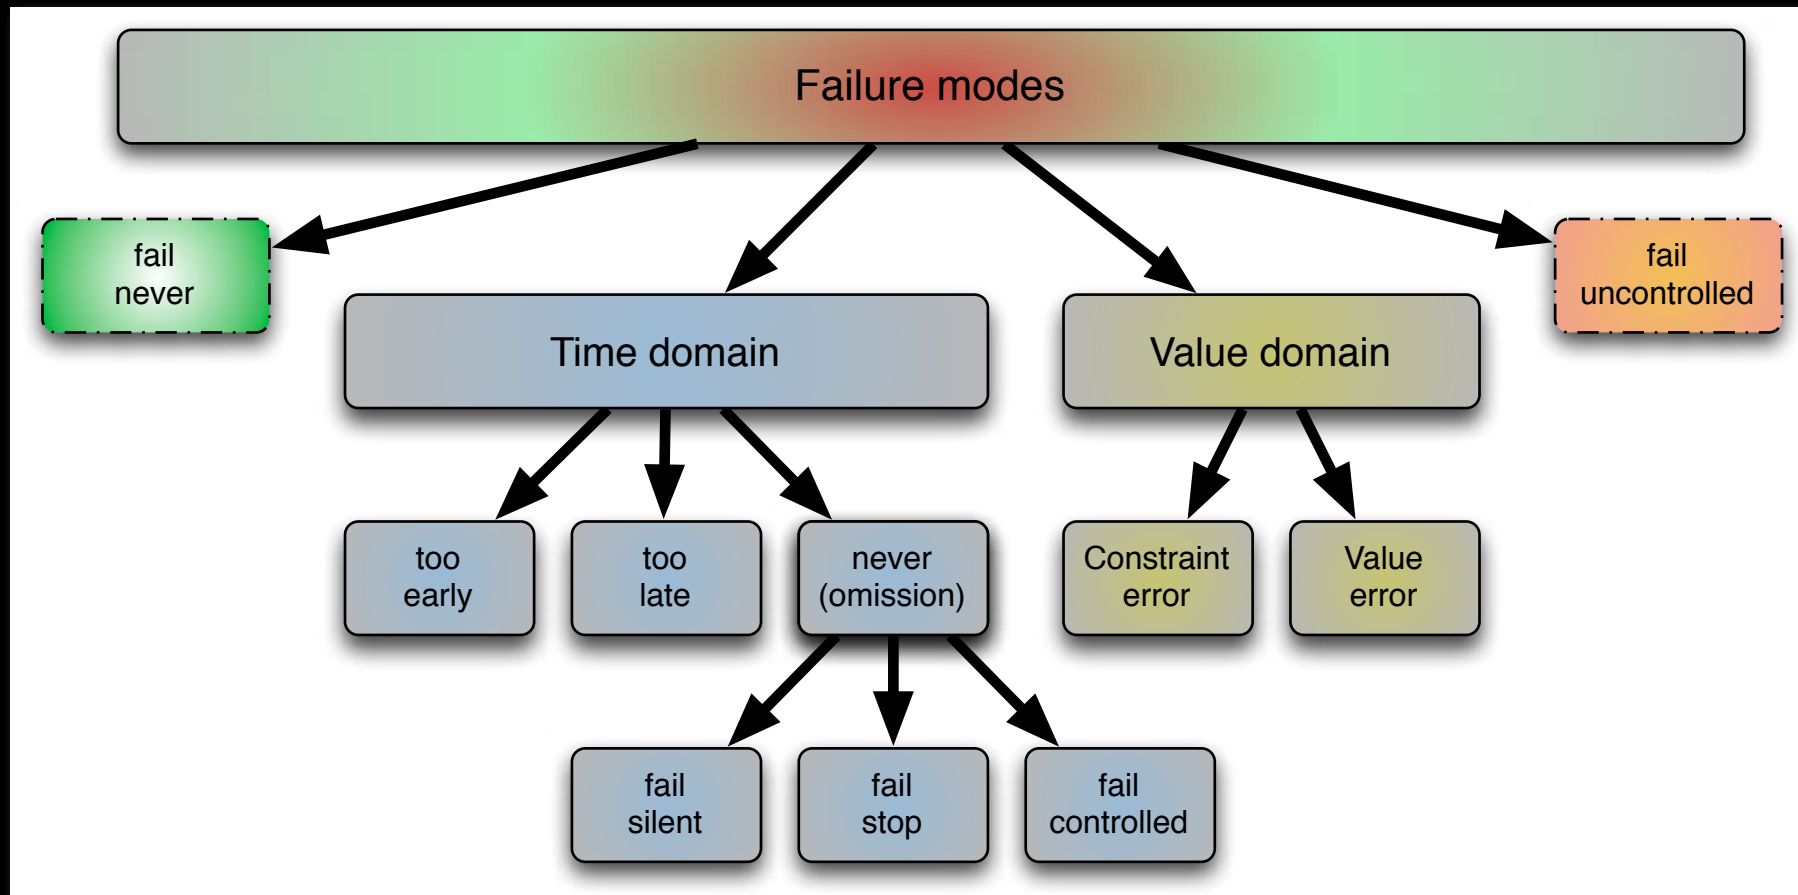 Failure modes
fail
never
fail
uncontrolled
Time domain
Value domain
too
early
too
late
never
(omission)
Constraint
error
Value
error
fail
silent
fail
stop
fail
controlled